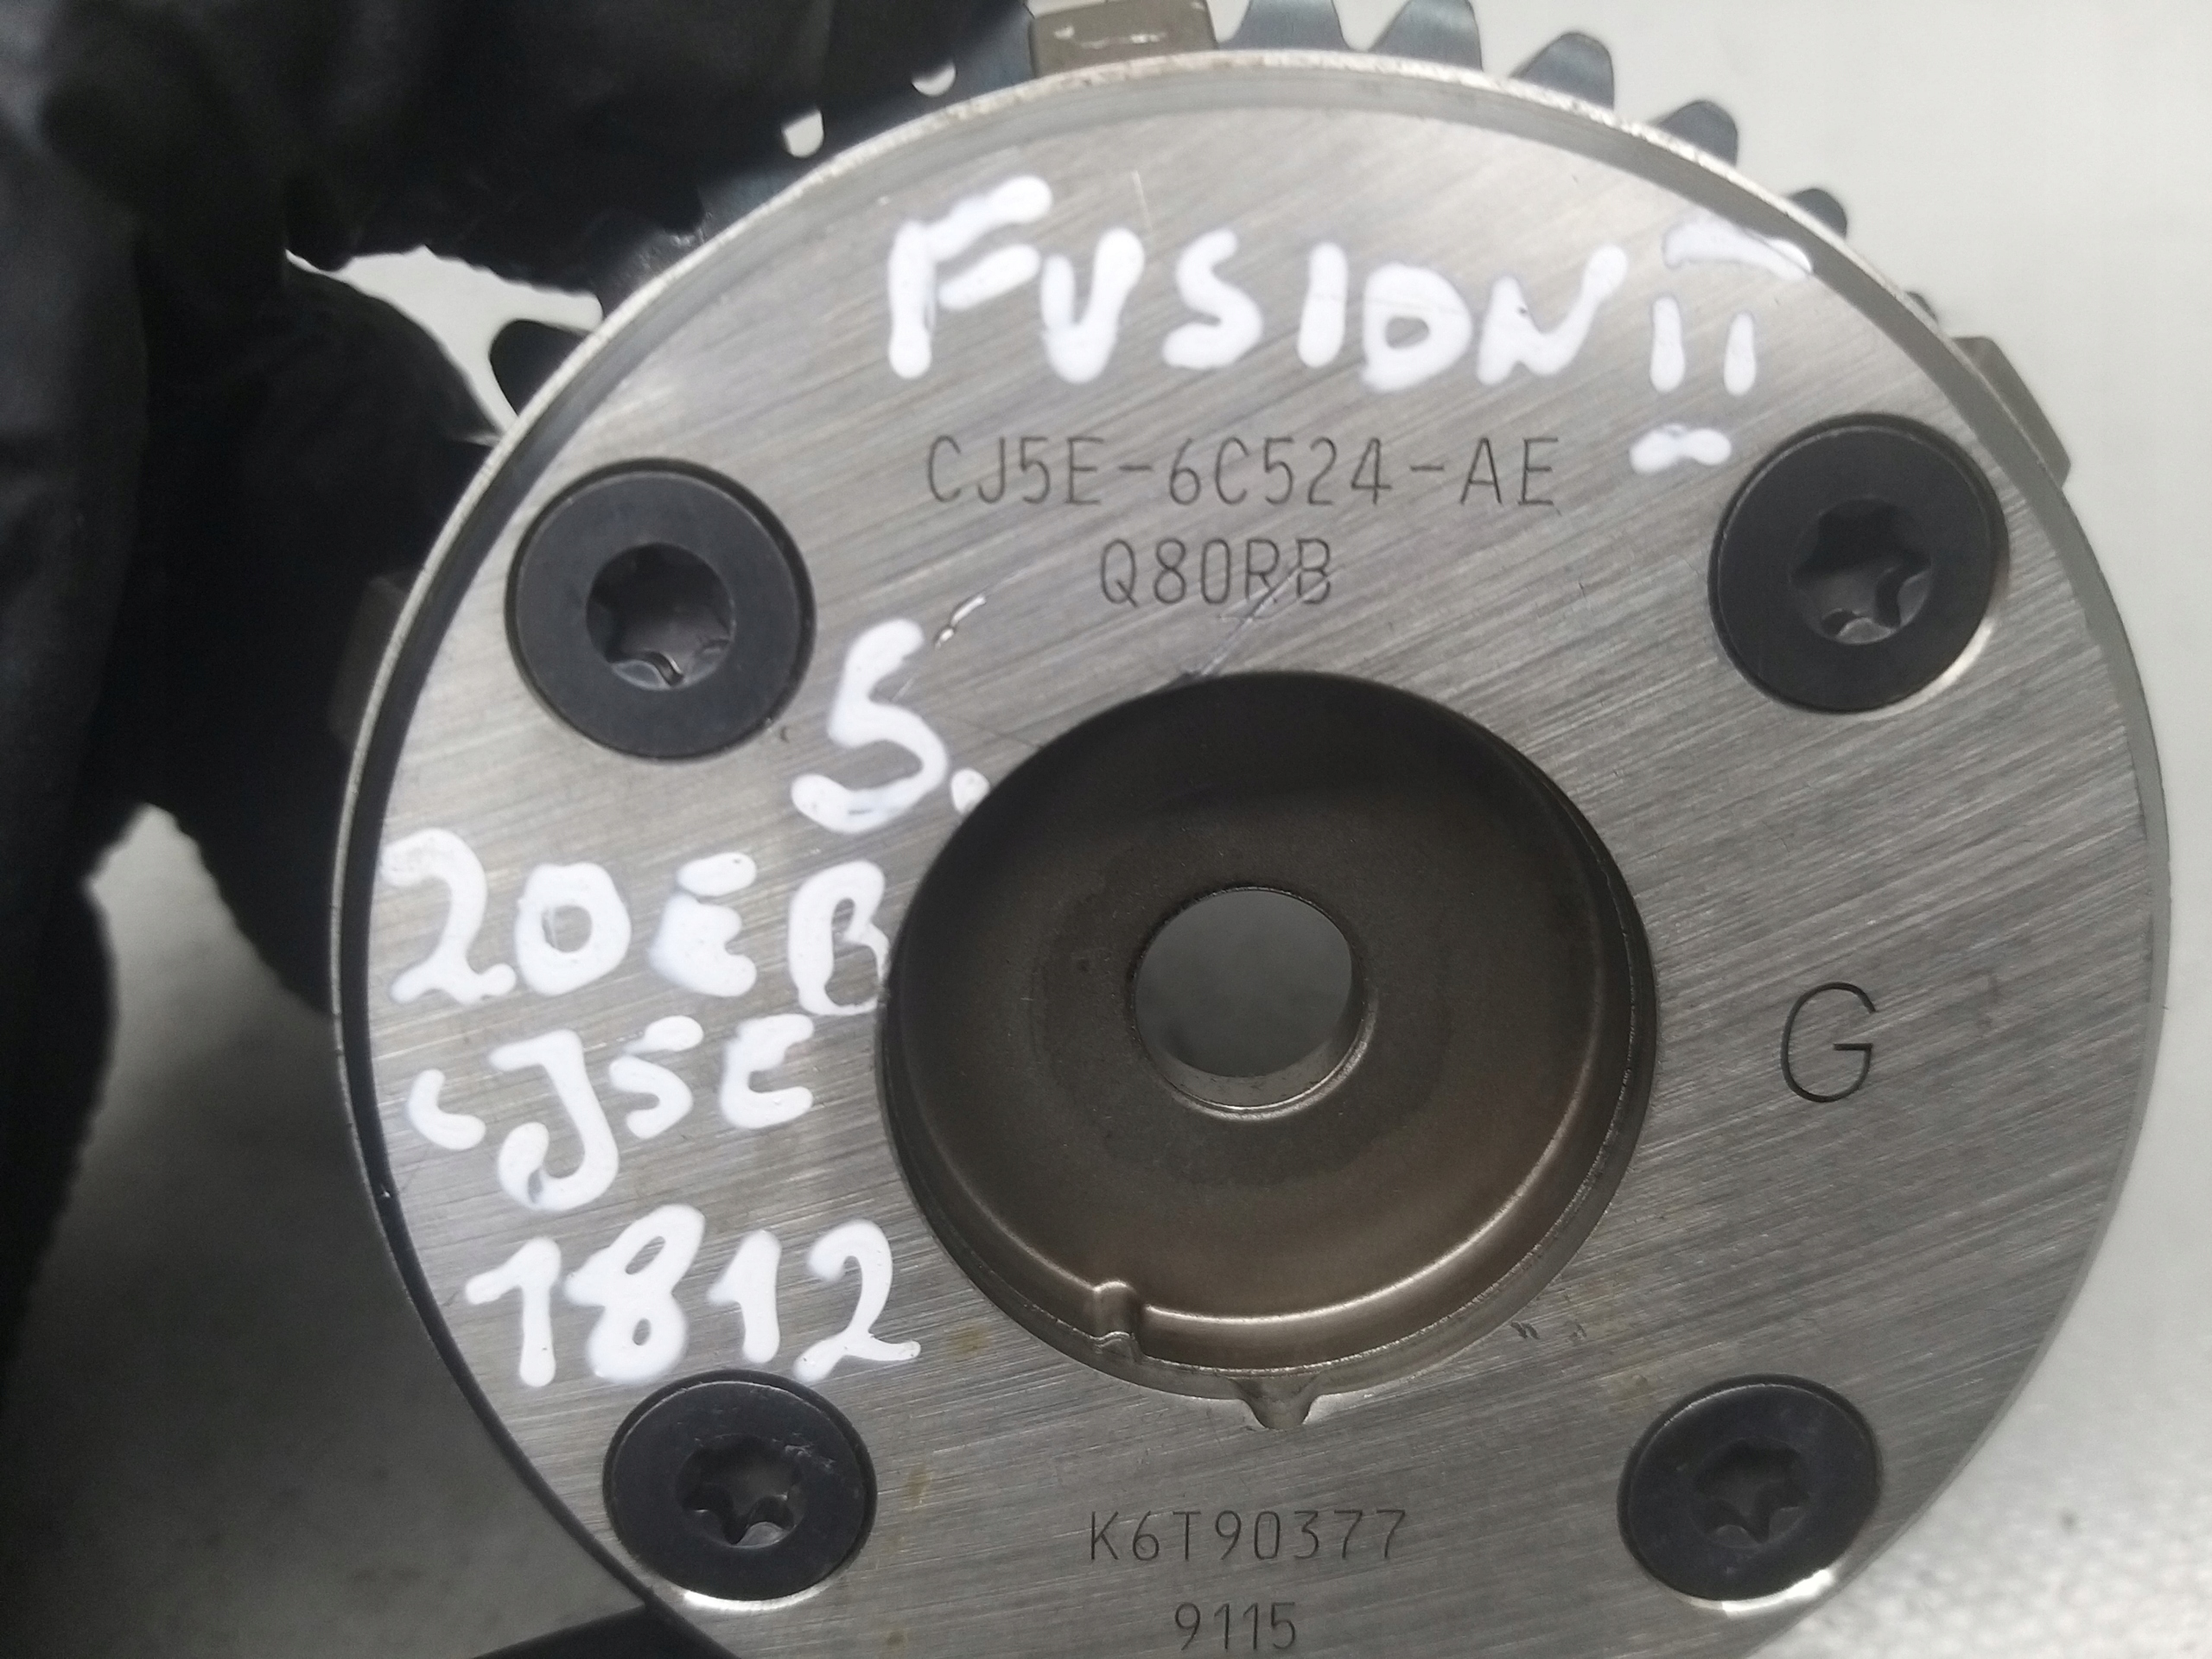 FUSION II
CJ5E-6C524-AE
Q80RB
5.
20EB
CJ5E
G
1812
K6T90377
9115